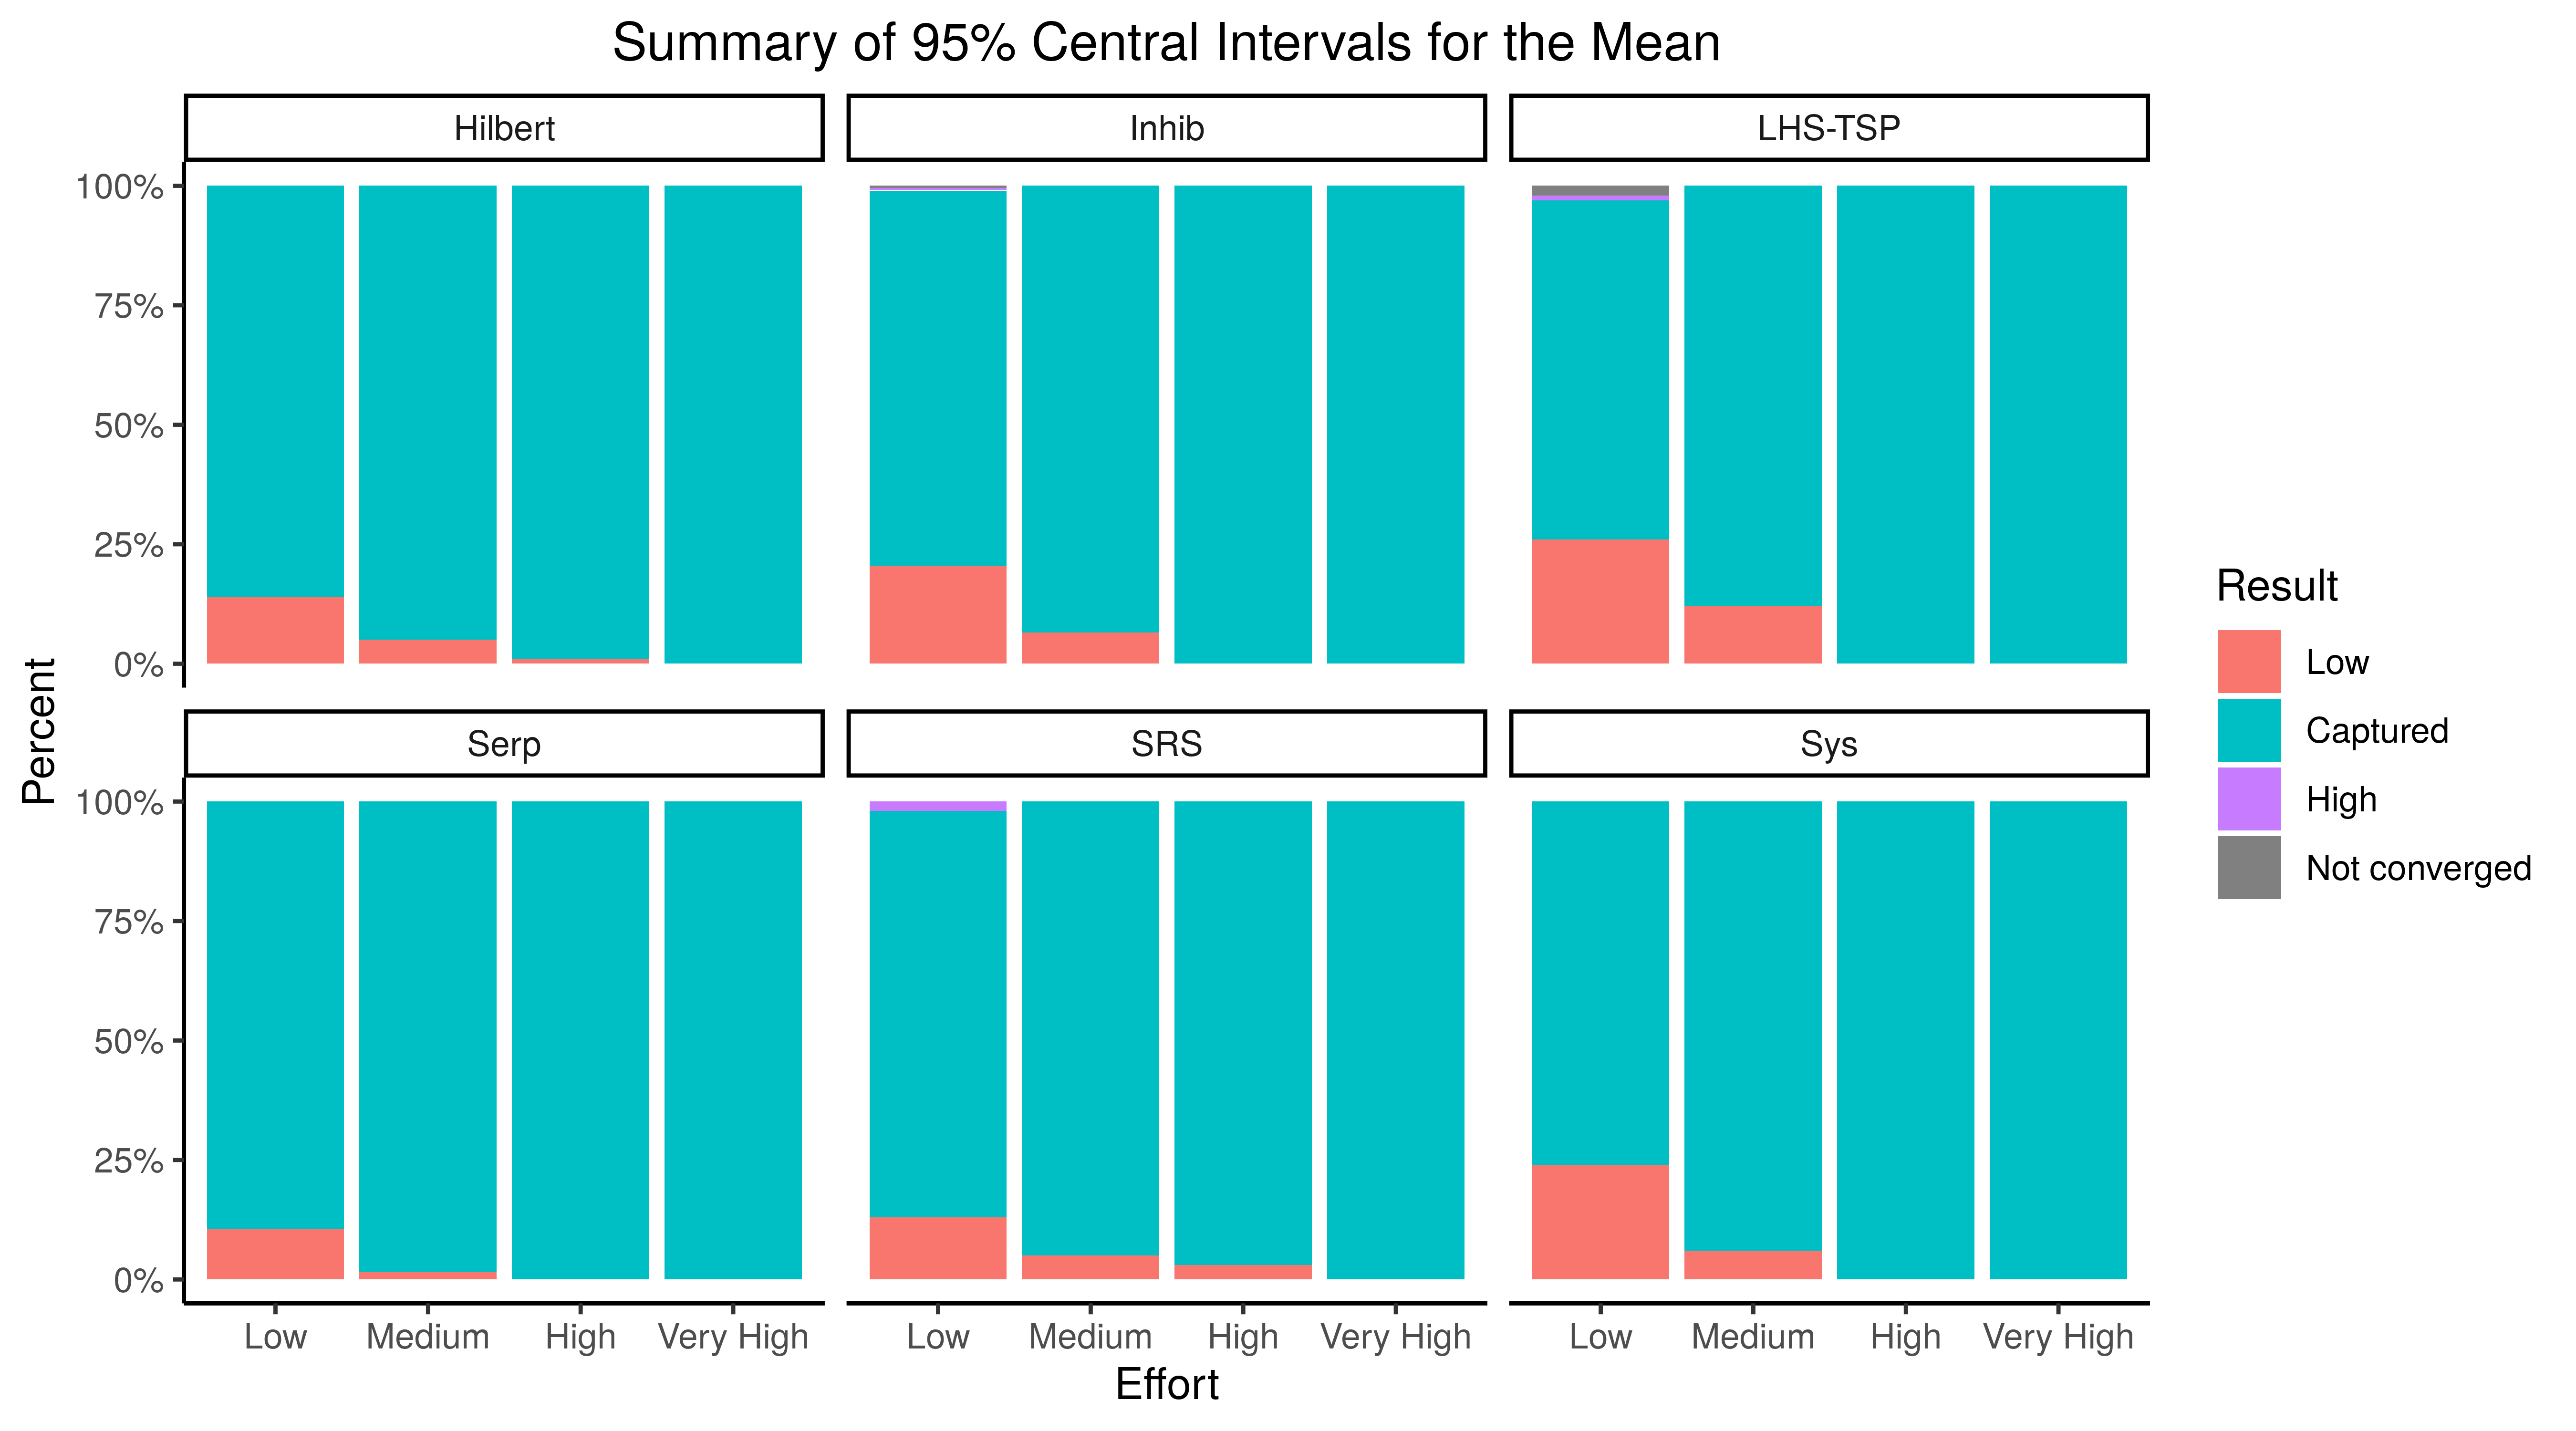 Summary of 95% Central Intervals for the Mean
Hilbert
Inhib
LHS-TSP
100%
75%
50%
25%
0%
Serp
SRS
Sys
100%
75%
50%
25%
0%
Low Medium High Very High
Low Medium High Very High
Low Medium High Very High
Effort
Percent
Result
Low
Captured
High
Not converged